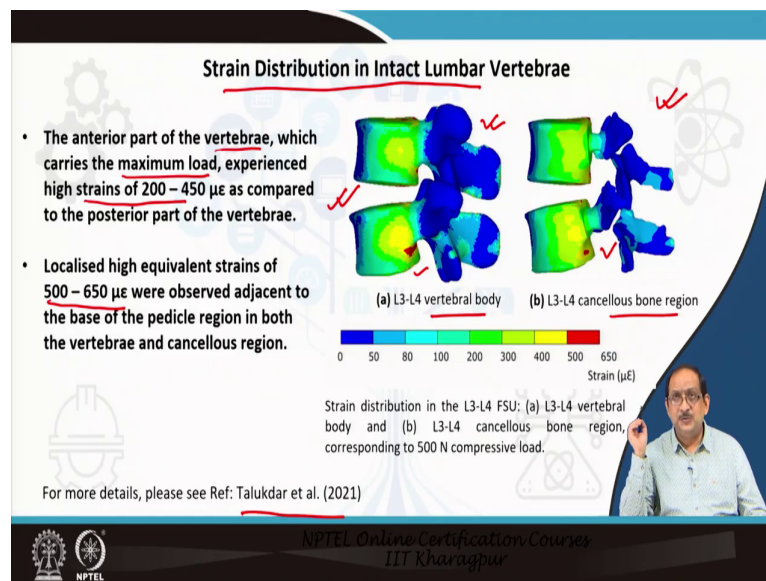 Strain Distribution in Intact Lumbar Vertebrae
• The anterior part of the vertebrae, which
carries the maximum load, experienced
high strains of 200 – 450 µε as compared
to the posterior part of the vertebrae.
• Localised high equivalent strains of
500 – 650 µε were observed adjacent to
the base of the pedicle region in both
the vertebrae and cancellous region.
(a) L3-L4 vertebral body
(b) L3-L4 cancellous bone region
0 50 80 100 200 300 400 500 650
Strain (µƐ)
Strain distribution in the L3-L4 FSU: (a) L3-L4 vertebral
body and (b) L3-L4 cancellous bone region,
corresponding to 500 N compressive load.
For more details, please see Ref: Talukdar et al. (2021)
NPTEL Online Certification Courses
IIT Kharagpur
NPTEL